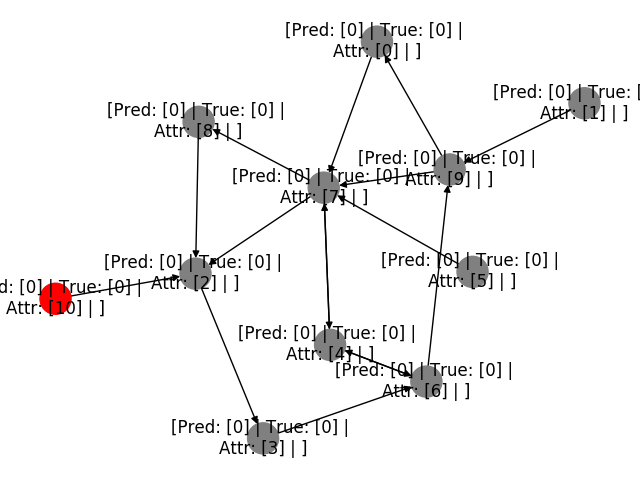 [Pred: [0] | True: [0] |
Attr: [0] | ]
[Pred: [0] | True: [
Attr: [1] | ]
[Pred: [0] | True: [0] |
Attr: [8] | ]
[Pred: [0] | True: [0] |
Attr: [9] | ]
[Pred: [0] | True: [0] |
Attr: [7] | ]
[Pred: [0] | True: [0] |
Attr: [5] | ]
[Pred: [0] | True: [0] |
Attr: [2] | ]
d: [0] | True: [0] |
Attr: [10] | ]
[Pred: [0] | True: [0] |
Attr: [4] | ]
[Pred: [0] | True: [0] |
Attr: [6] | ]
[Pred: [0] | True: [0] |
Attr: [3] | ]